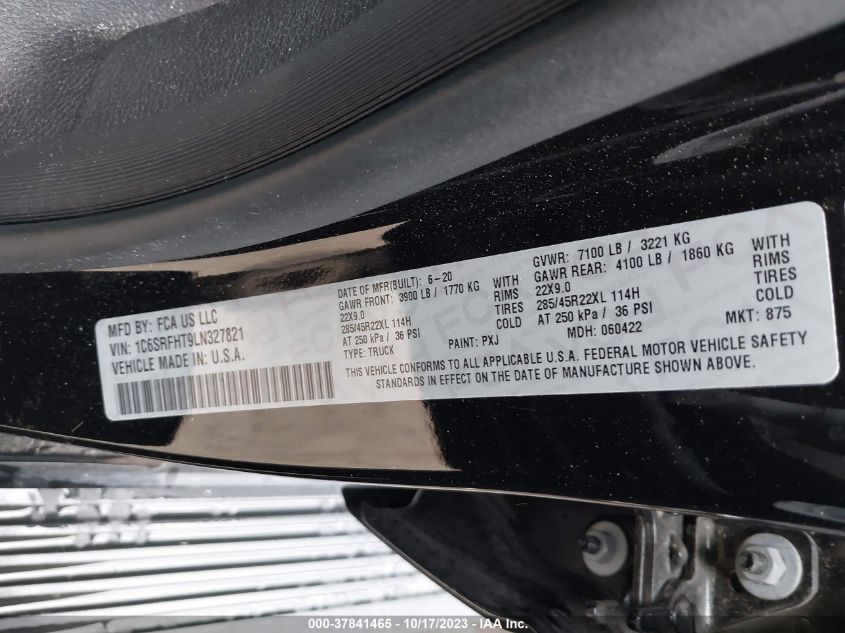 MFD BY: FCA US LLC
VIN: 1C6SRFHT9LN327821
VEHICLE MADE IN U.S.A.
DATE OF MFR(BUILT): 6-20
GAWR FRONT: 3900 LB / 1770 KG WITH
22X9.0 RIMS
285/45R22XL 114H TIRES
AT 250 kPa / 36 PSI COLD
TYPE: TRUCK PAINT: PXJ
GVWR: 7100 LB / 3221 KG
GAWR REAR: 4100 LB / 1860 KG WITH
22X9.0 RIMS
285/45R22XL 114H TIRES
AT 250 kPa / 36 PSI COLD
MDH: 060422 MKT: 875
THIS VEHICLE CONFORMS TO ALL APPLICABLE U.S.A. FEDERAL MOTOR VEHICLE SAFETY
STANDARDS IN EFFECT ON THE DATE OF MANUFACTURE SHOWN ABOVE.
000-37841465 - 10/17/2023 - IAA Inc.